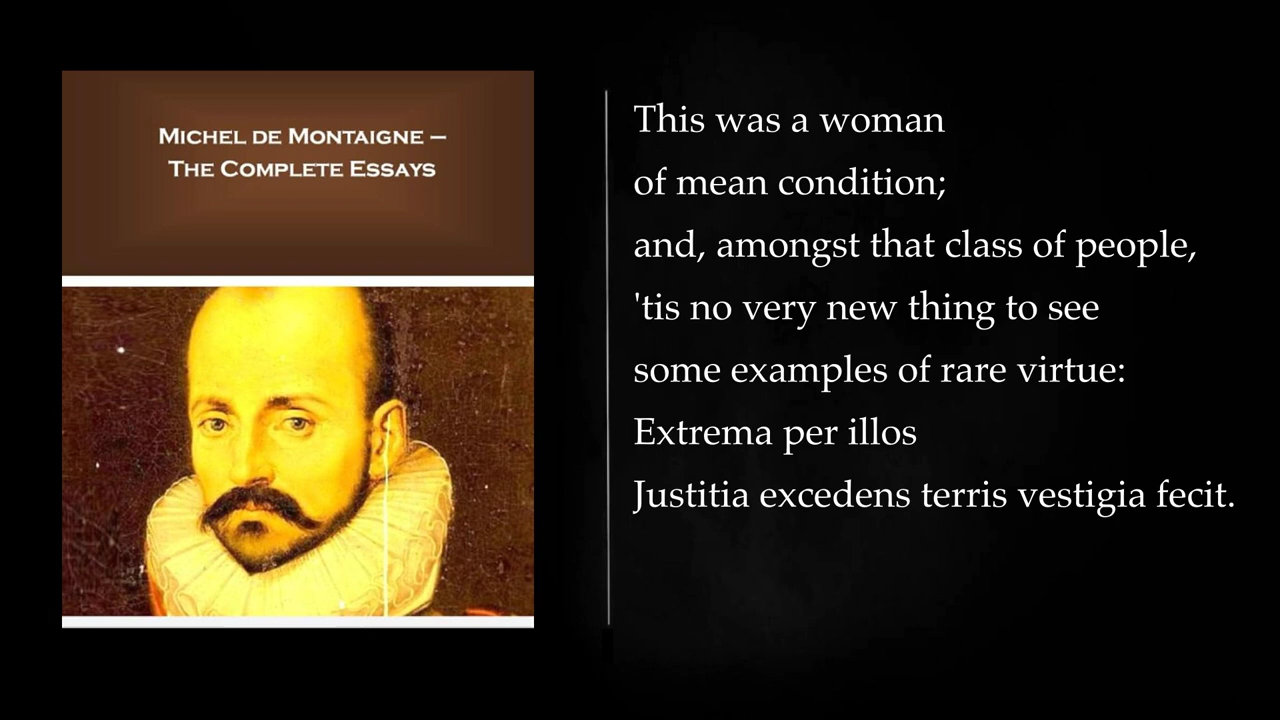 MICHEL DE MONTAIGNE –
THE COMPLETE ESSAYS
This was a woman
of mean condition;
and, amongst that class of people,
'tis no very new thing to see
some examples of rare virtue:
Extrema per illos
Justitia excedens terris vestigia fecit.